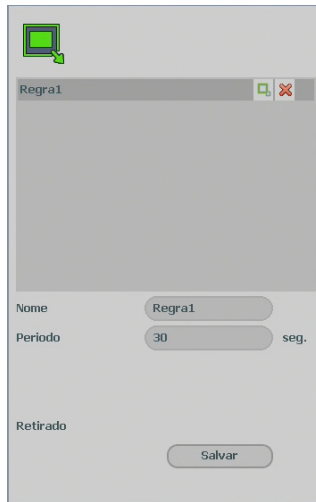 Regra1
Nome Regra1
Periodo 30 seg.
Retirado
Salvar